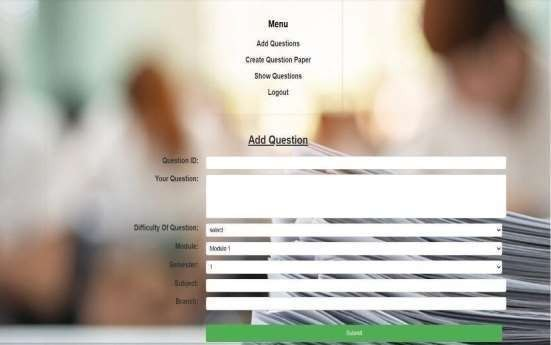 Menu
Add Questions
Create Question Paper
Show Questions
Logout
Add Question
Question ID:
Your Question:
Difficulty Of Question:
select
Module:
Module 1
Semester:
1
Subject:
Branch:
Submit